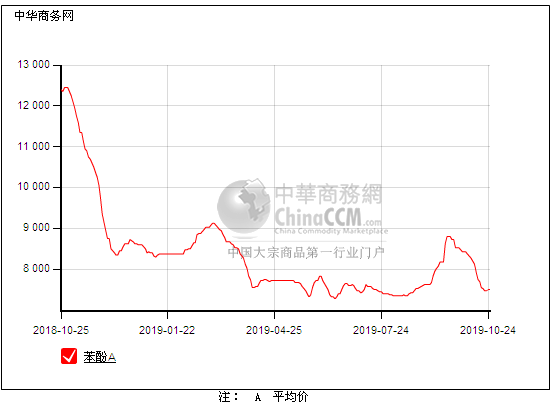 中华商务网
13 000
12 000
11 000
10 000
9 000
8 000
中華商務網
ChinaCCM.com
China Commodity Marketplace
中国大宗商品第一行业门户
2018-10-25
2019-01-22
2019-04-25
2019-07-24
2019-10-24
苯酚A
注： A 平均价